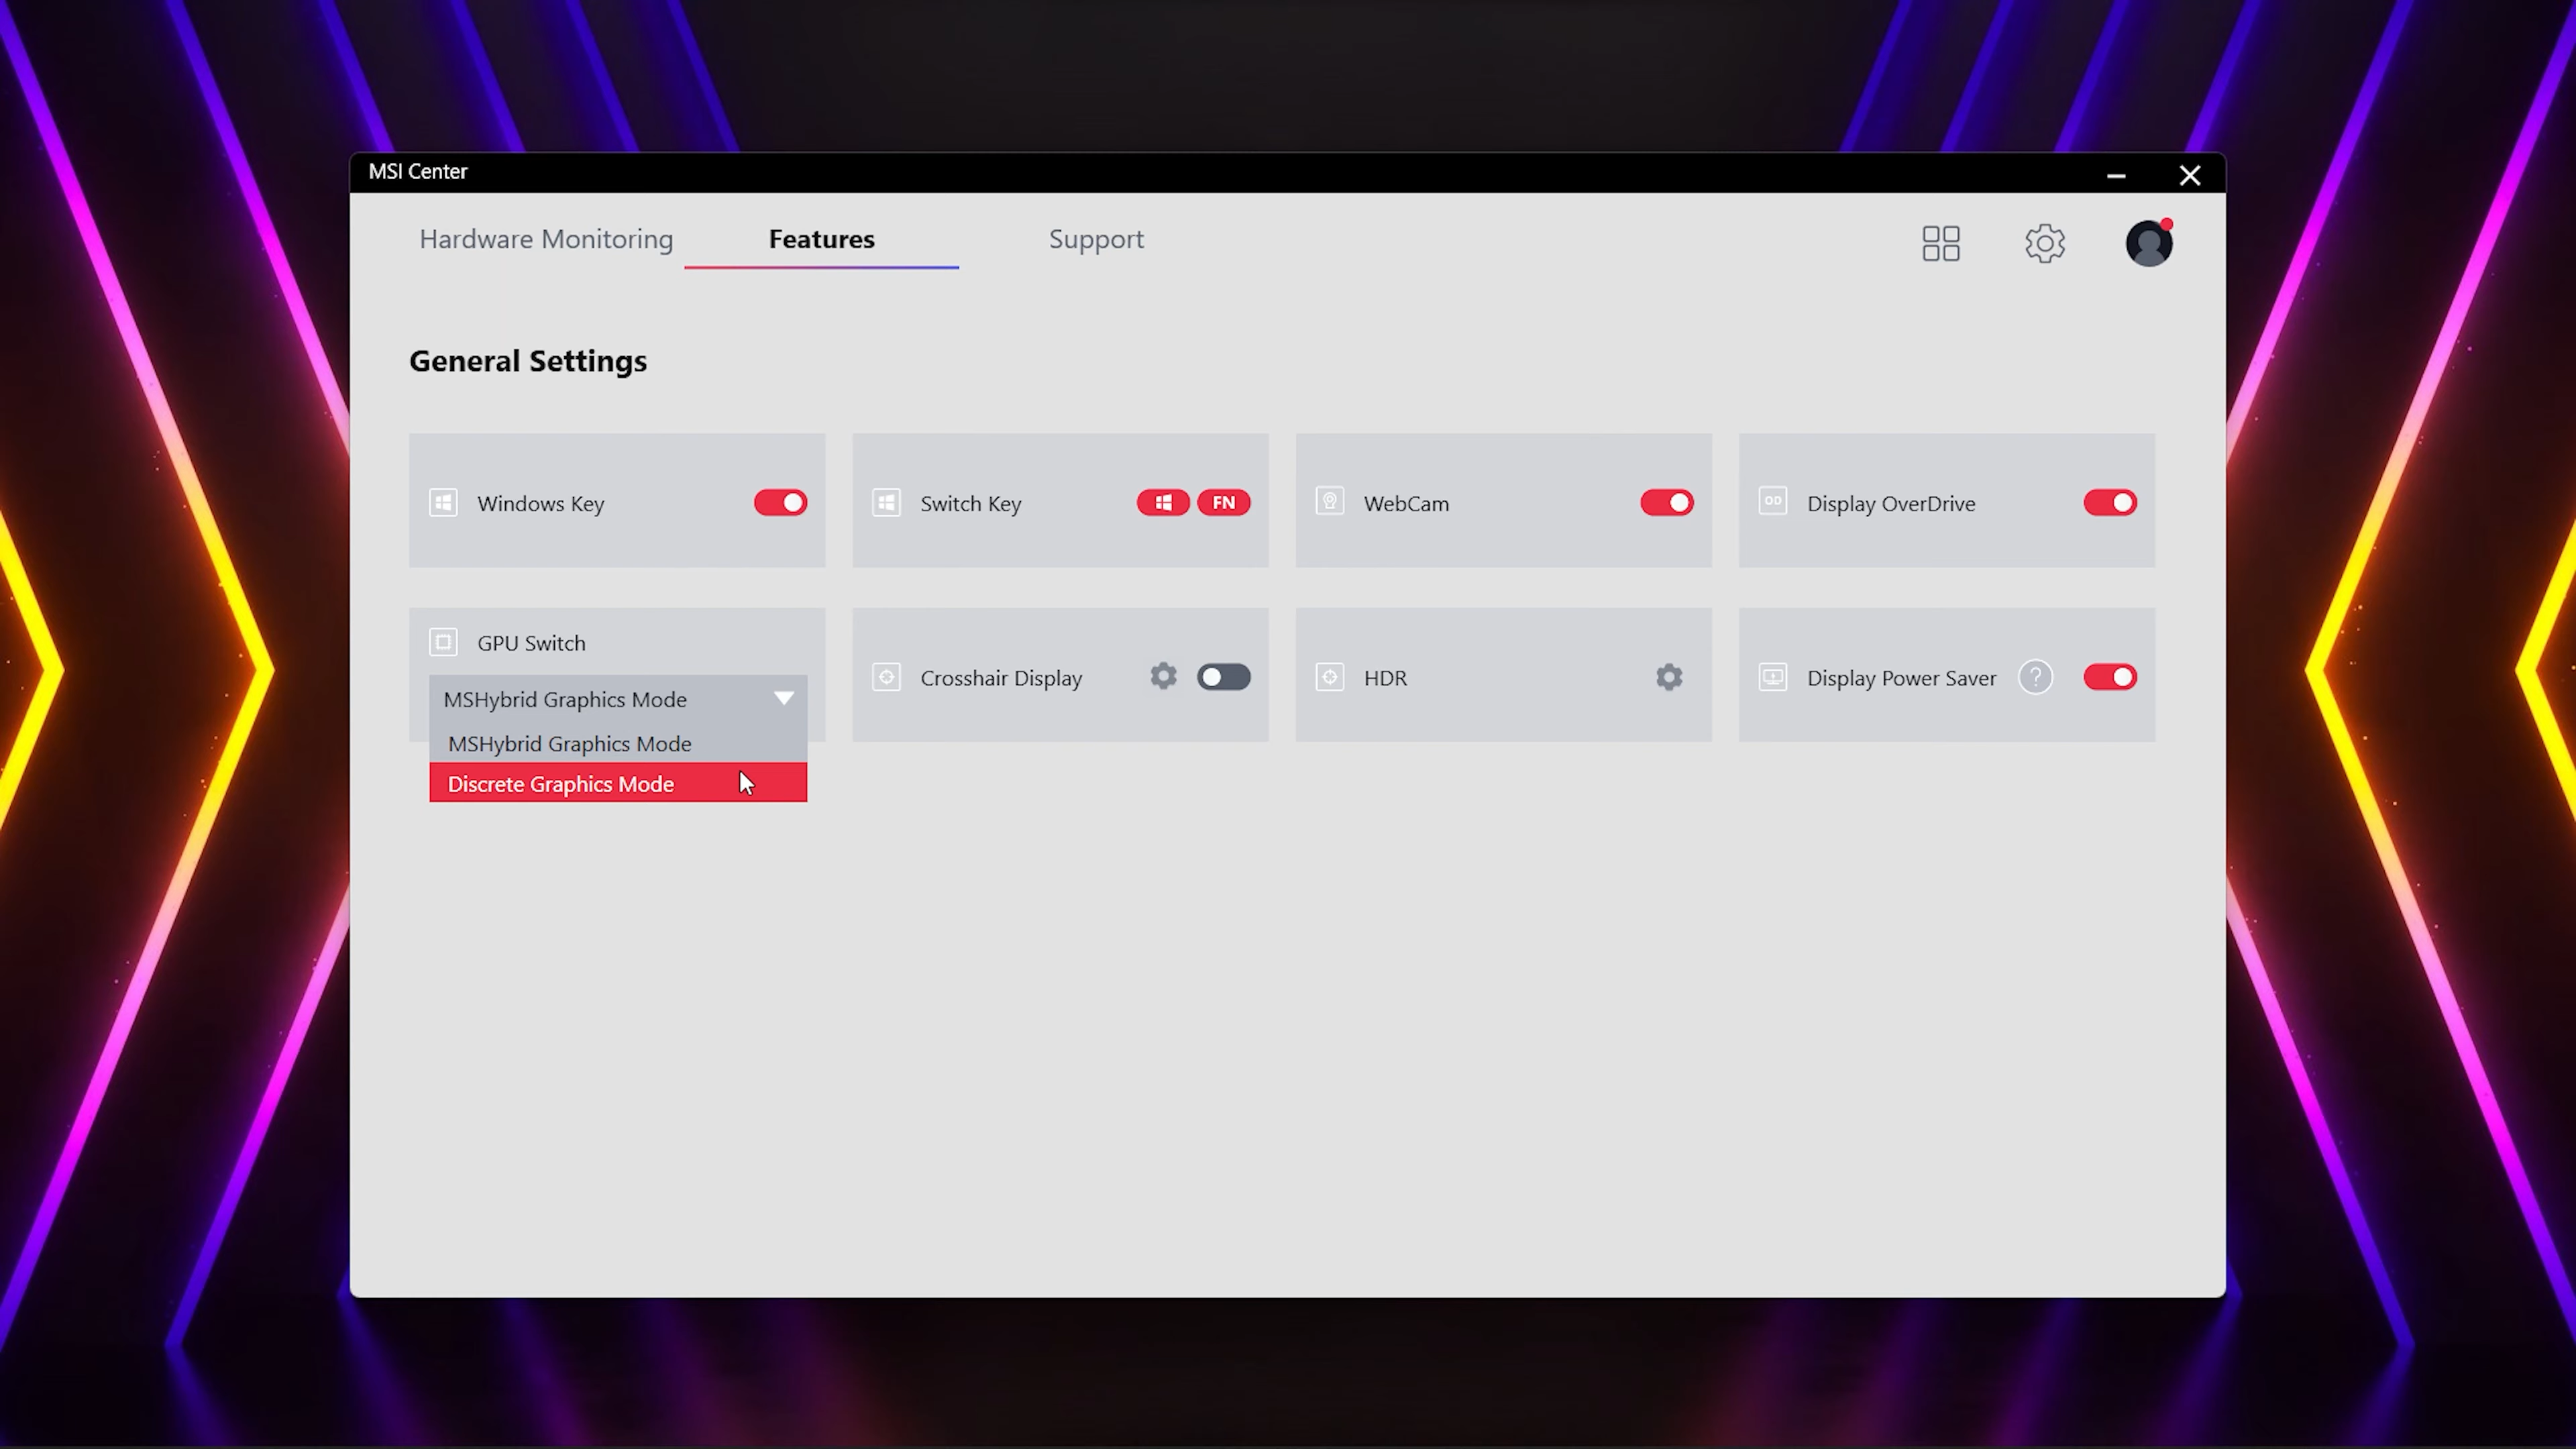 MSI Center
Hardware Monitoring
Features
Support
General Settings
Windows Key
Switch Key
FN
WebCam
OD
Display OverDrive
GPU Switch
MSHybrid Graphics Mode
MSHybrid Graphics Mode
Discrete Graphics Mode
Crosshair Display
HDR
Display Power Saver
?